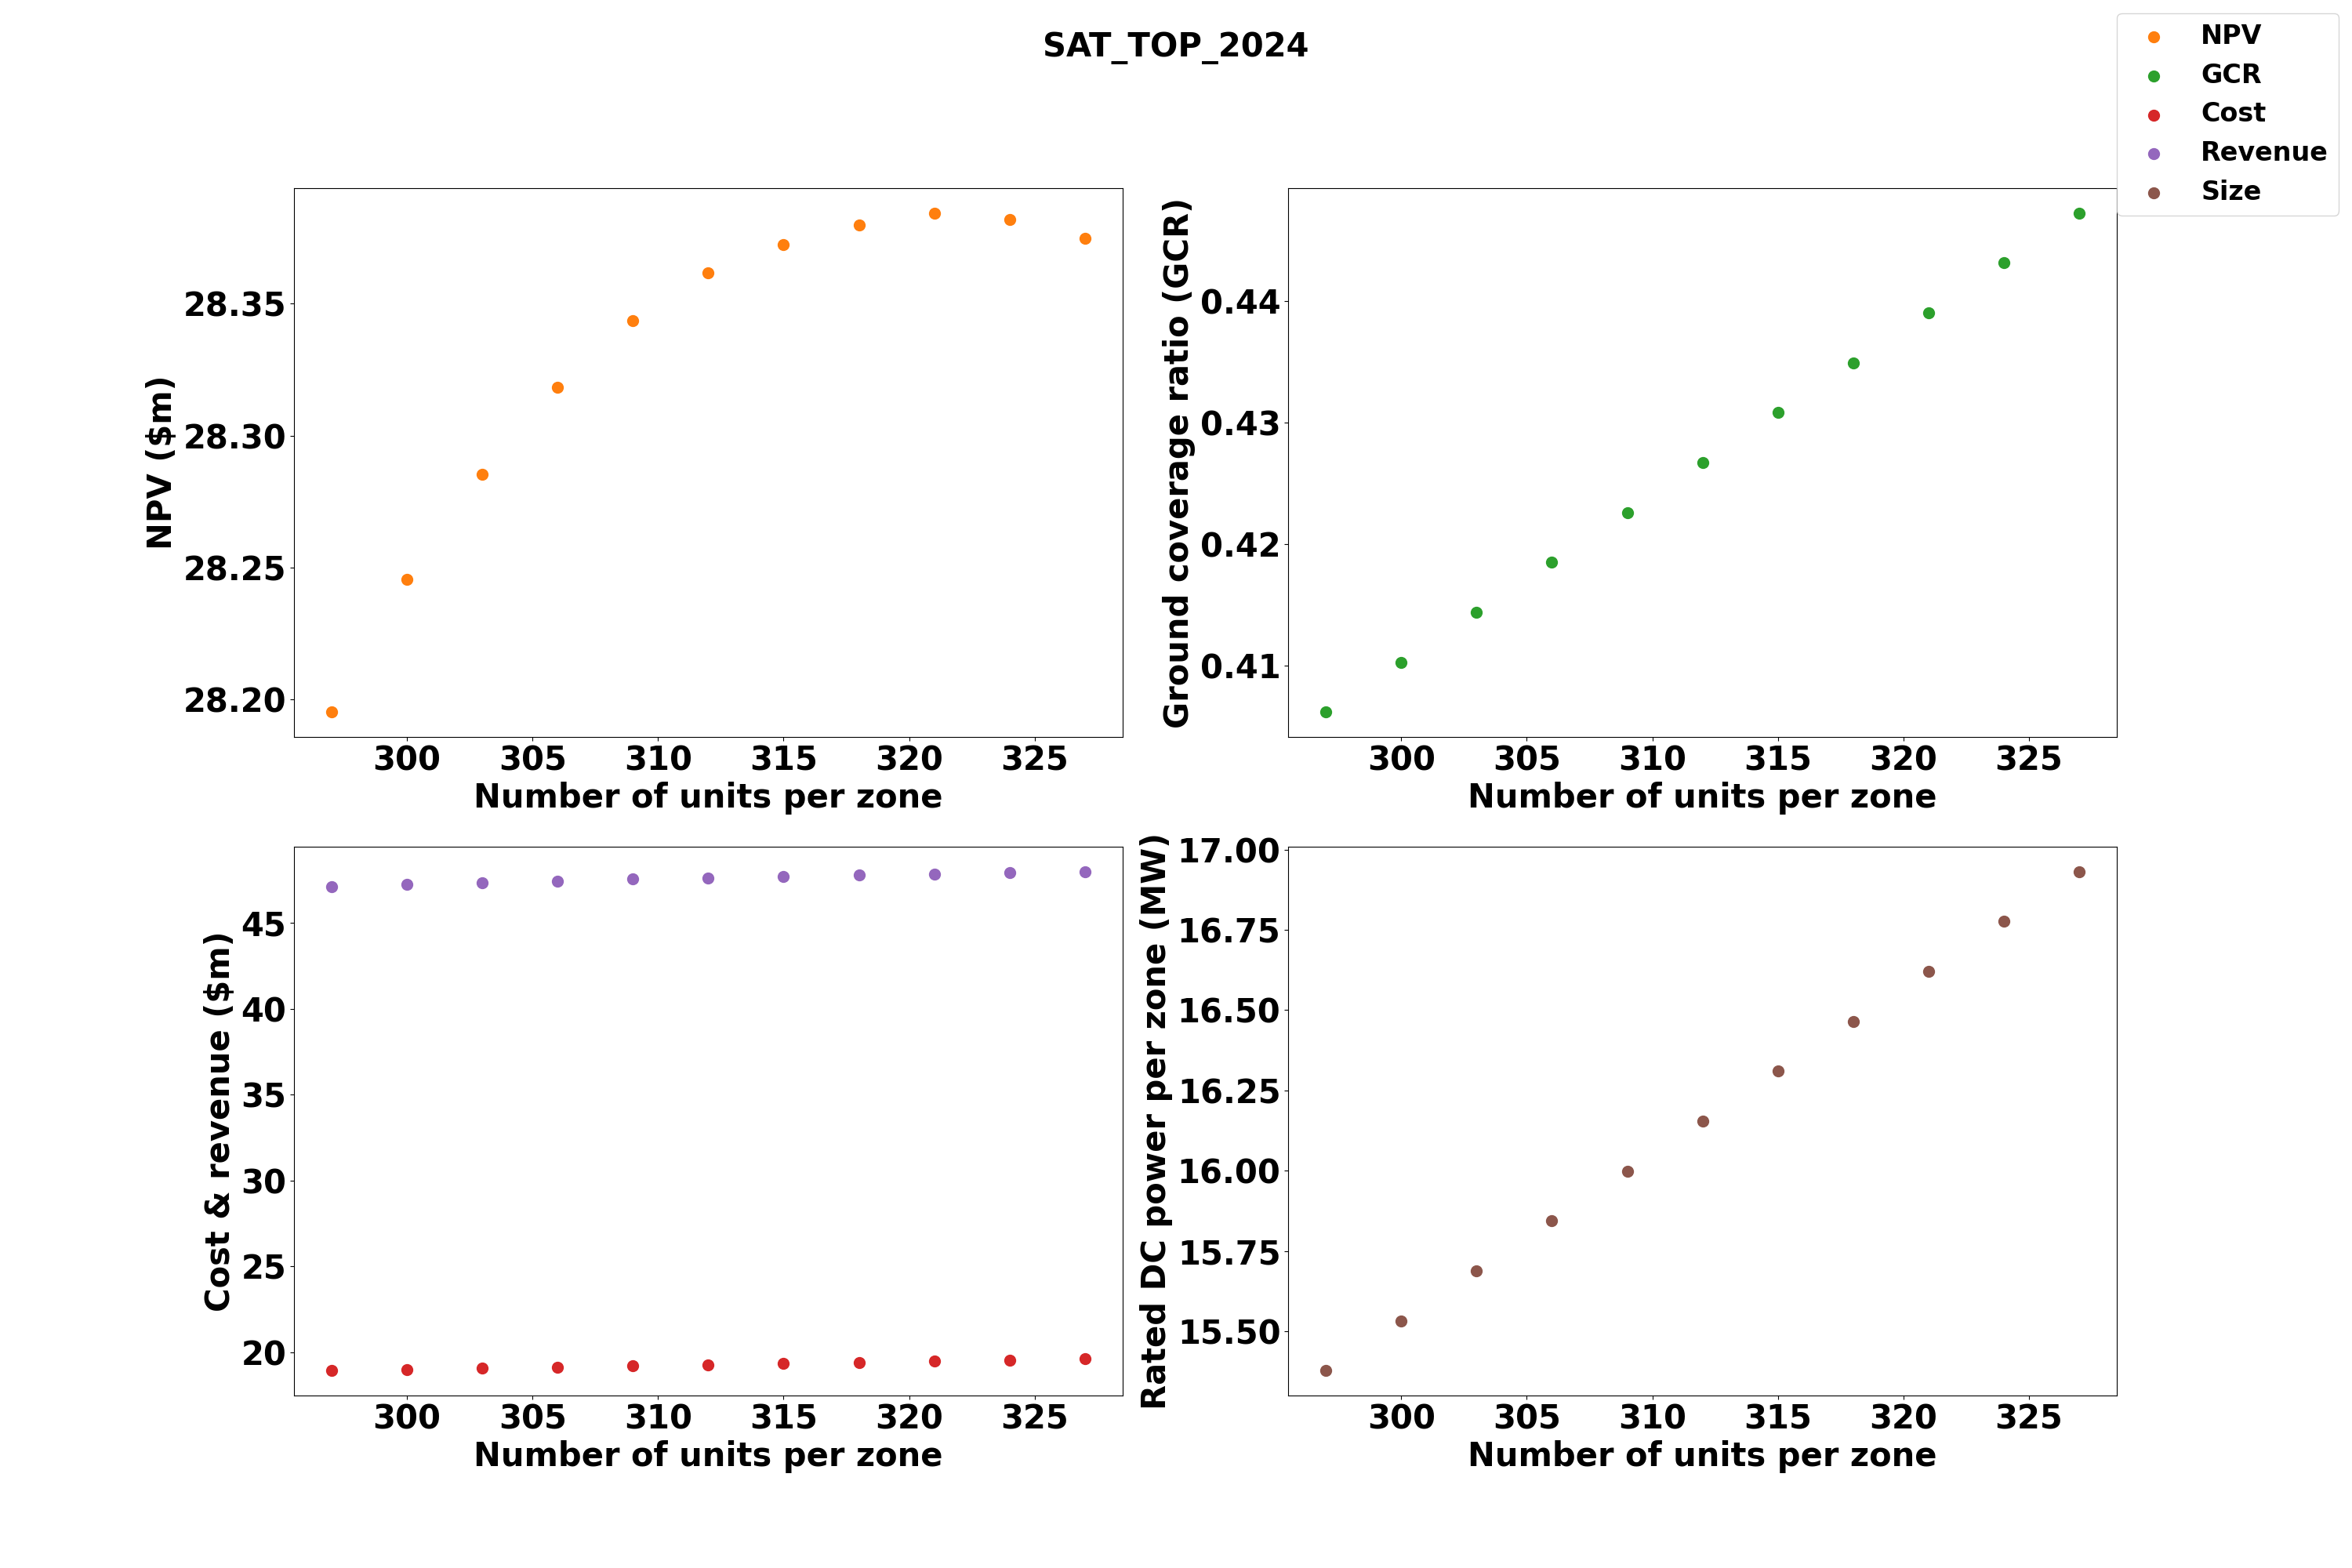 SAT_TOP_2024
NPV
GCR
Cost
Revenue
Size
NPV ($m)
28.35
28.30
28.25
28.20
300 305 310 315 320 325
Number of units per zone
Ground coverage ratio (GCR)
0.44
0.43
0.42
0.41
300 305 310 315 320 325
Number of units per zone
Cost & revenue ($m)
45
40
35
30
25
20
300 305 310 315 320 325
Number of units per zone
Rated DC power per zone (MW)
17.00
16.75
16.50
16.25
16.00
15.75
15.50
300 305 310 315 320 325
Number of units per zone